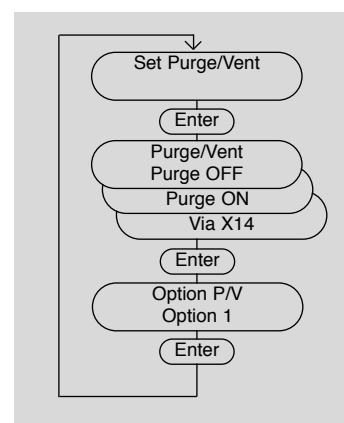 Set Purge/Vent
Enter
Purge/Vent
Purge OFF
Purge ON
Via X14
Enter
Option P/V
Option 1
Enter